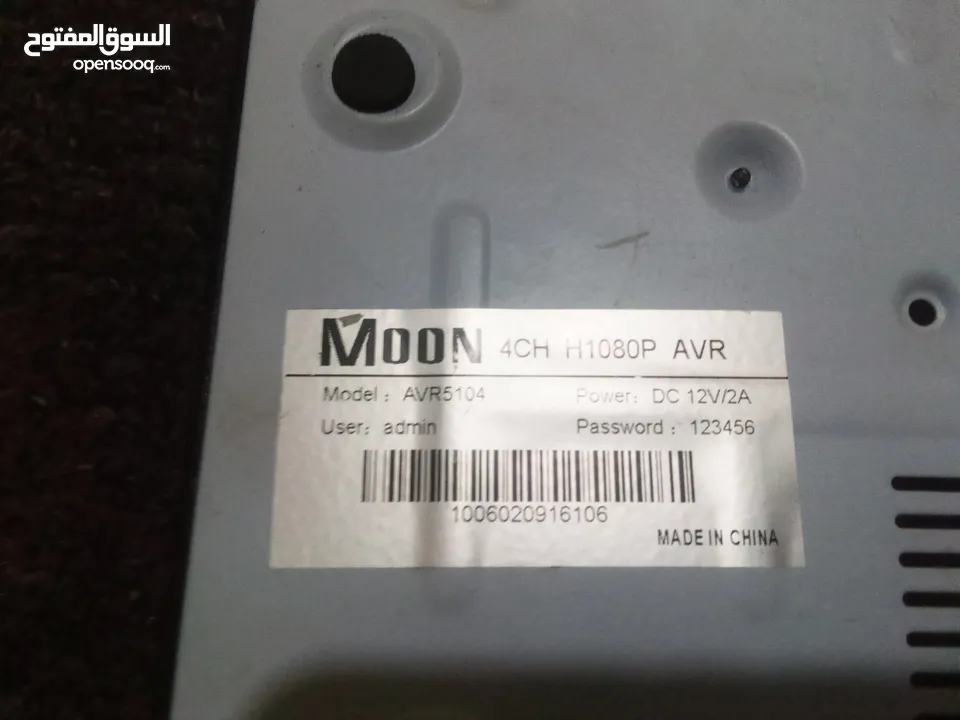 السوق المفتوح
opensooq.com
MOON 4CH H1080P AVR
Model : AVR5104 Power: DC 12V/2A
User: admin Password : 123456
1006020916106
MADE IN CHINA